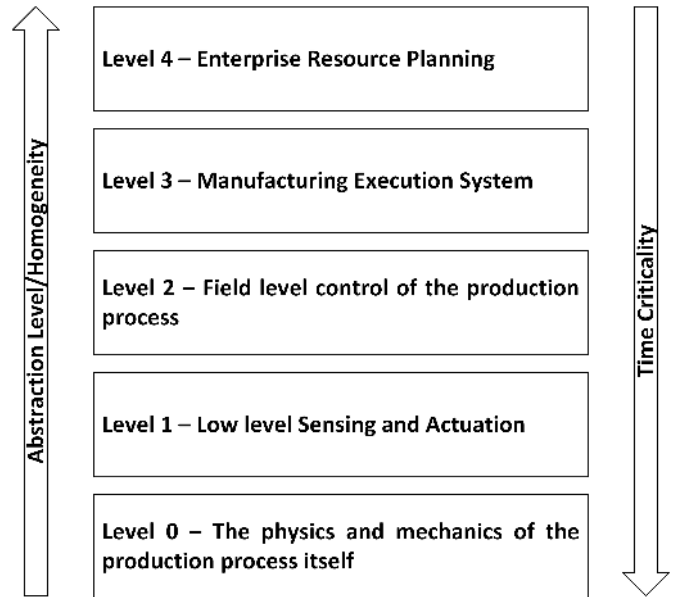 Abstraction Level/Homogeneity
Level 4 – Enterprise Resource Planning
Level 3 – Manufacturing Execution System
Level 2 – Field level control of the production
process
Level 1 – Low level Sensing and Actuation
Level 0 – The physics and mechanics of the
production process itself
Time Criticality